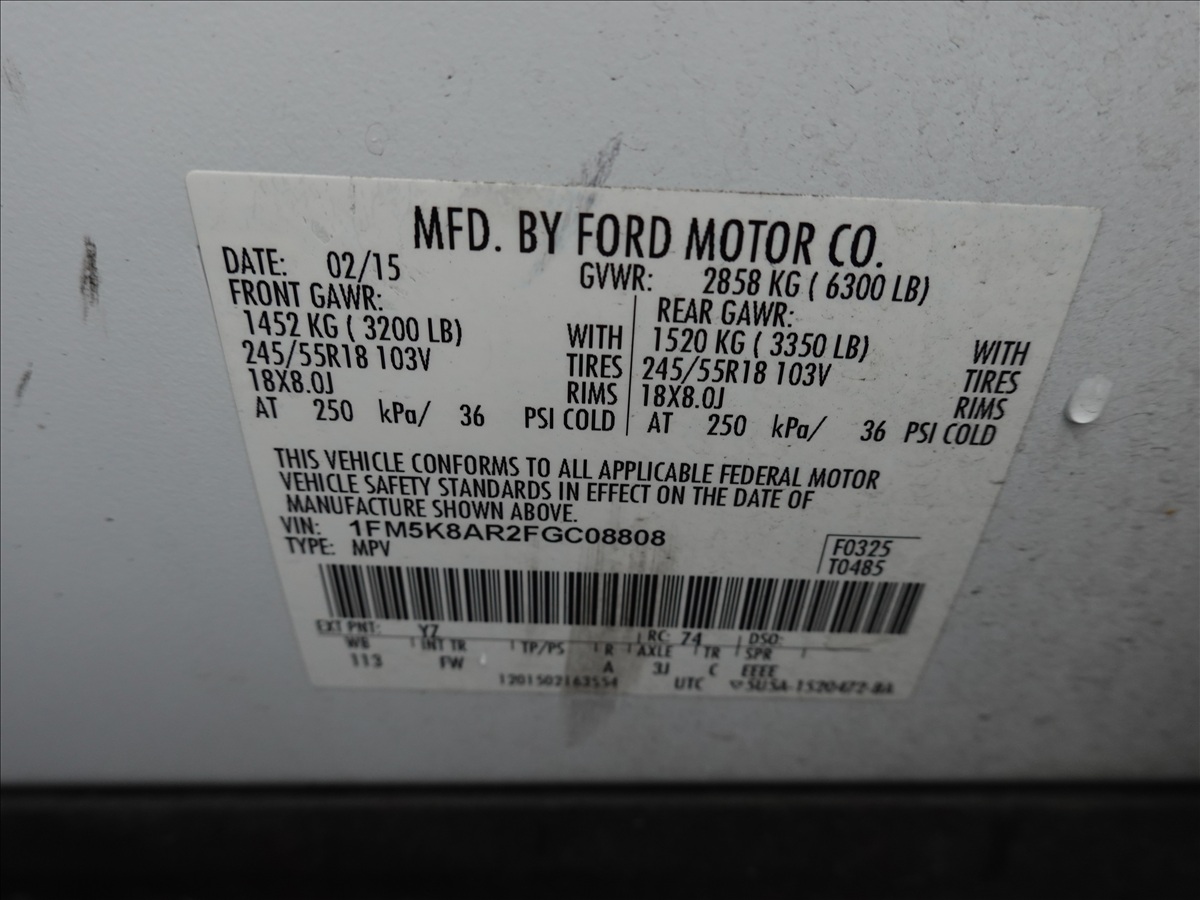 MFD. BY FORD MOTOR CO.
DATE: 02/15 GVWR: 2858 KG ( 6300 LB)
FRONT GAWR: REAR GAWR:
1452 KG ( 3200 LB) WITH 1520 KG ( 3350 LB) WITH
245/55R18 103V TIRES 245/55R18 103V TIRES
18X8.0J RIMS 18X8.0J RIMS
AT 250 kPa/ 36 PSI COLD AT 250 kPa/ 36 PSI COLD
THIS VEHICLE CONFORMS TO ALL APPLICABLE FEDERAL MOTOR
VEHICLE SAFETY STANDARDS IN EFFECT ON THE DATE OF
MANUFACTURE SHOWN ABOVE.
VIN: 1FM5K8AR2FGC08808
TYPE: MPV
F0325
T0485
EXT PNT: YZ RC: 74 DSO:
WB INT TR TP/PS R AXLE TR SPR
113 FW A 3J C EEEE
1201502163554 UTC 5U5A-1520472-8A